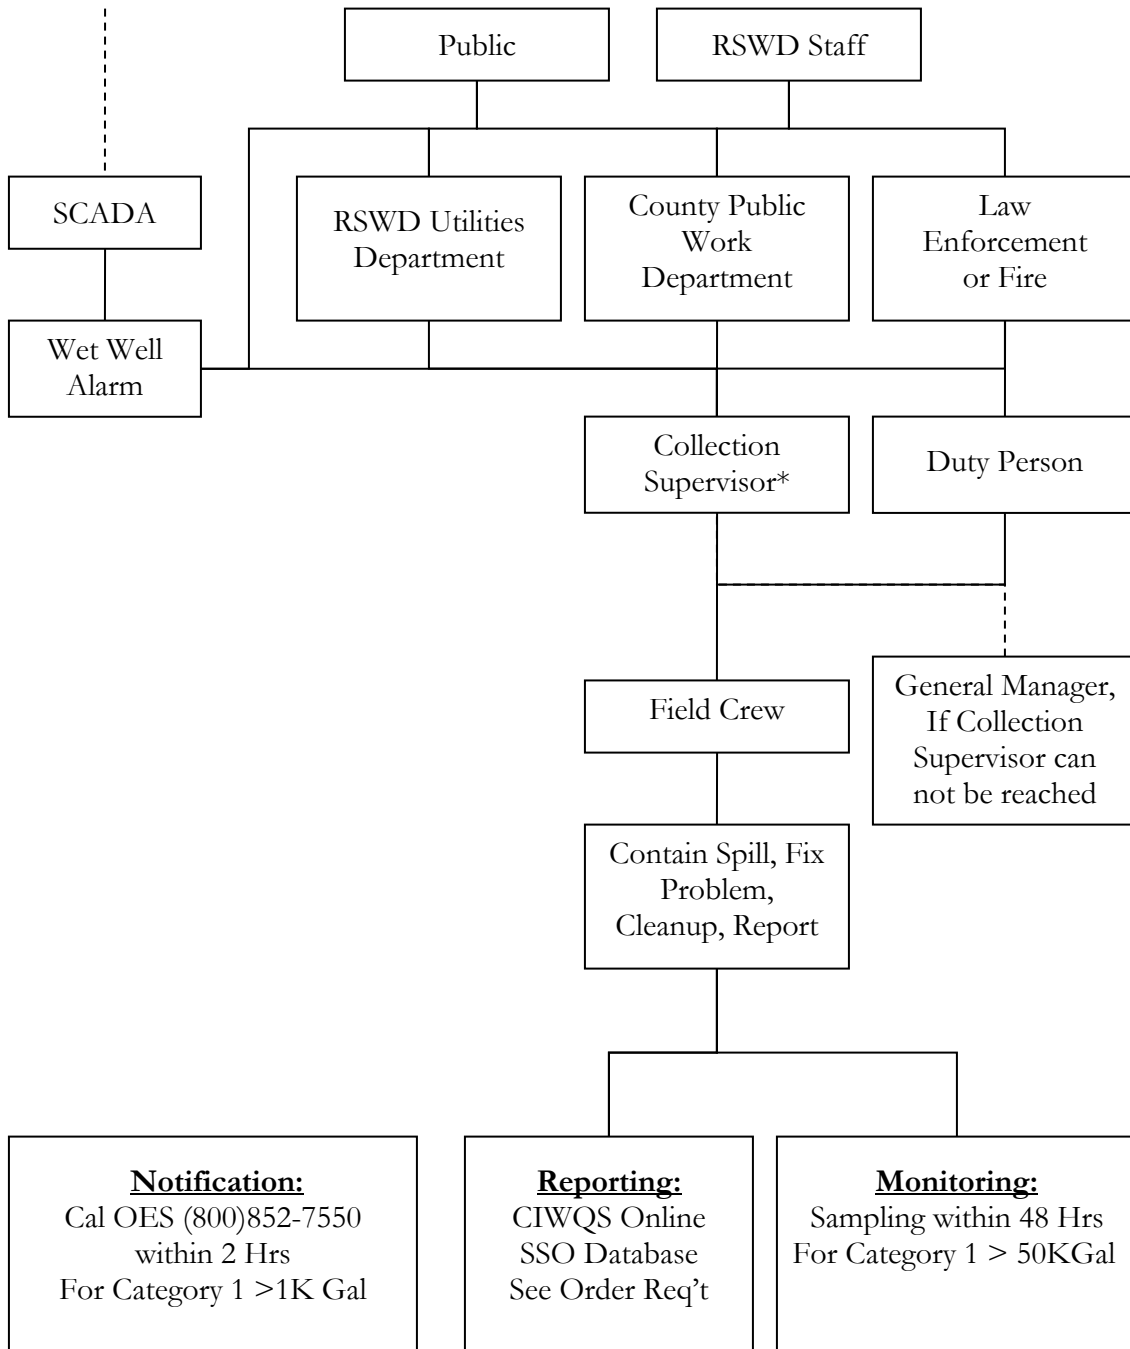 Public
RSWD Staff
SCADA
RSWD Utilities
Department
County Public
Work
Department
Law
Enforcement
or Fire
Wet Well
Alarm
Collection
Supervisor*
Duty Person
Field Crew
General Manager,
If Collection
Supervisor can
not be reached
Contain Spill, Fix
Problem,
Cleanup, Report
Notification:
Cal OES (800)852-7550
within 2 Hrs
For Category 1 >1K Gal
Reporting:
CIWQS Online
SSO Database
See Order Req’t
Monitoring:
Sampling within 48 Hrs
For Category 1 > 50KGal